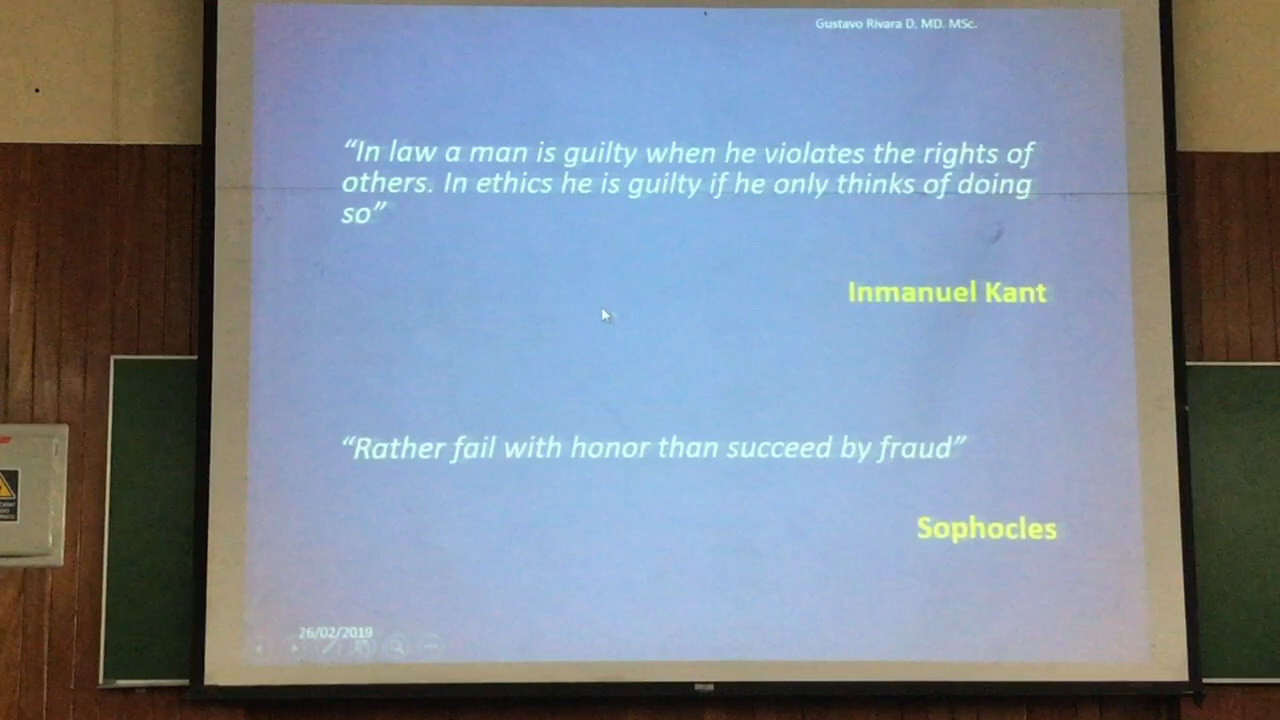 Gustavo Rivara D. MD. MSc.
“In law a man is guilty when he violates the rights of
others. In ethics he is guilty if he only thinks of doing
so”
Inmanuel Kant
“Rather fail with honor than succeed by fraud”
Sophocles
26/02/2019